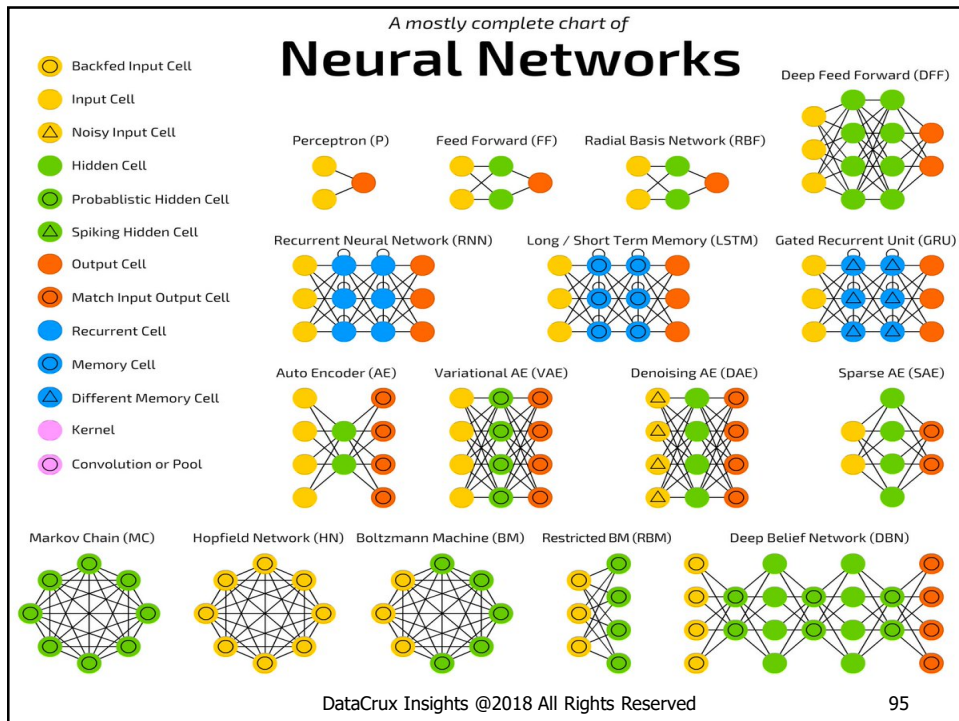 A mostly complete chart of
Neural Networks
Backfed Input Cell
Input Cell
Noisy Input Cell
Hidden Cell
Probablistic Hidden Cell
Spiking Hidden Cell
Output Cell
Match Input Output Cell
Recurrent Cell
Memory Cell
Different Memory Cell
Kernel
Convolution or Pool
Deep Feed Forward (DFF)
Perceptron (P)
Feed Forward (FF)
Radial Basis Network (RBF)
Recurrent Neural Network (RNN)
Long / Short Term Memory (LSTM)
Gated Recurrent Unit (GRU)
Auto Encoder (AE)
Variational AE (VAE)
Denoising AE (DAE)
Sparse AE (SAE)
Markov Chain (MC)
Hopfield Network (HN)
Boltzmann Machine (BM)
Restricted BM (RBM)
Deep Belief Network (DBN)
DataCrux Insights @2018 All Rights Reserved
95